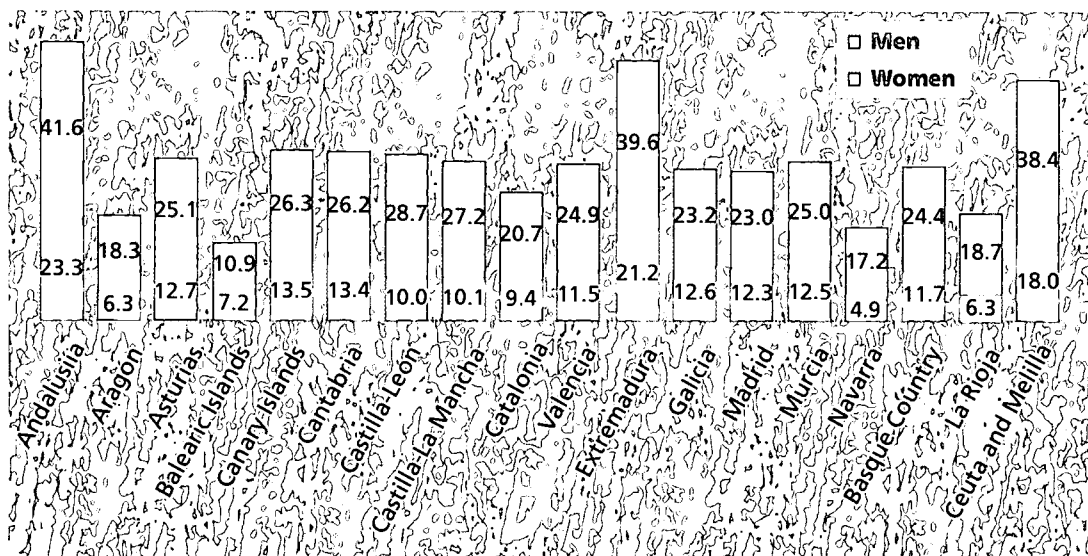 Men
Women
41.6 18.3 25.1 10.9 26.3 26.2 28.7 27.2 20.7 24.9 39.6 23.2 23.0 25.0 17.2 24.4 18.7 38.4
23.3 6.3 12.7 7.2 13.5 13.4 10.0 10.1 9.4 11.5 21.2 12.6 12.3 12.5 4.9 11.7 6.3 18.0
Andalusia
Aragon
Asturias
Balearic Islands
Canary Islands
Cantabria
Castilla-León
Castilla-La Mancha
Catalonia
Valencia
Extremadura
Galicia
Madrid
Murcia
Navarra
Basque Country
La Rioja
Ceuta and Melilla